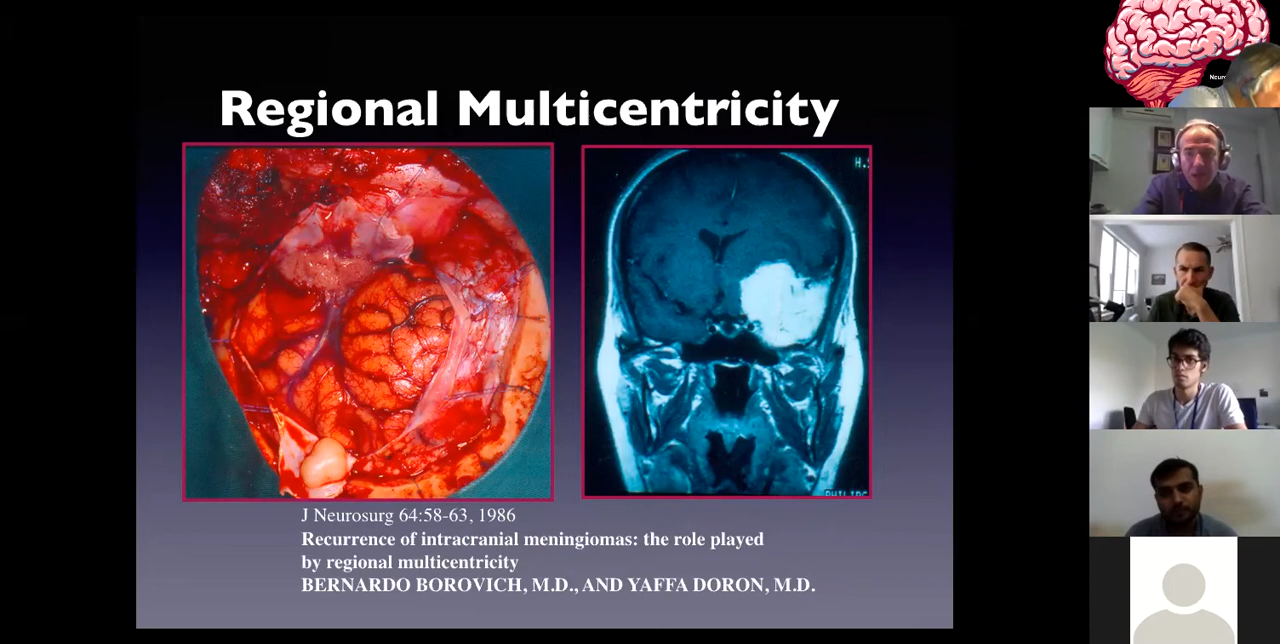 Regional Multicentricity
H.
PHILIPS
J Neurosurg 64:58-63, 1986
Recurrence of intracranial meningiomas: the role played
by regional multicentricity
BERNARDO BOROVICH, M.D., AND YAFFA DORON, M.D.